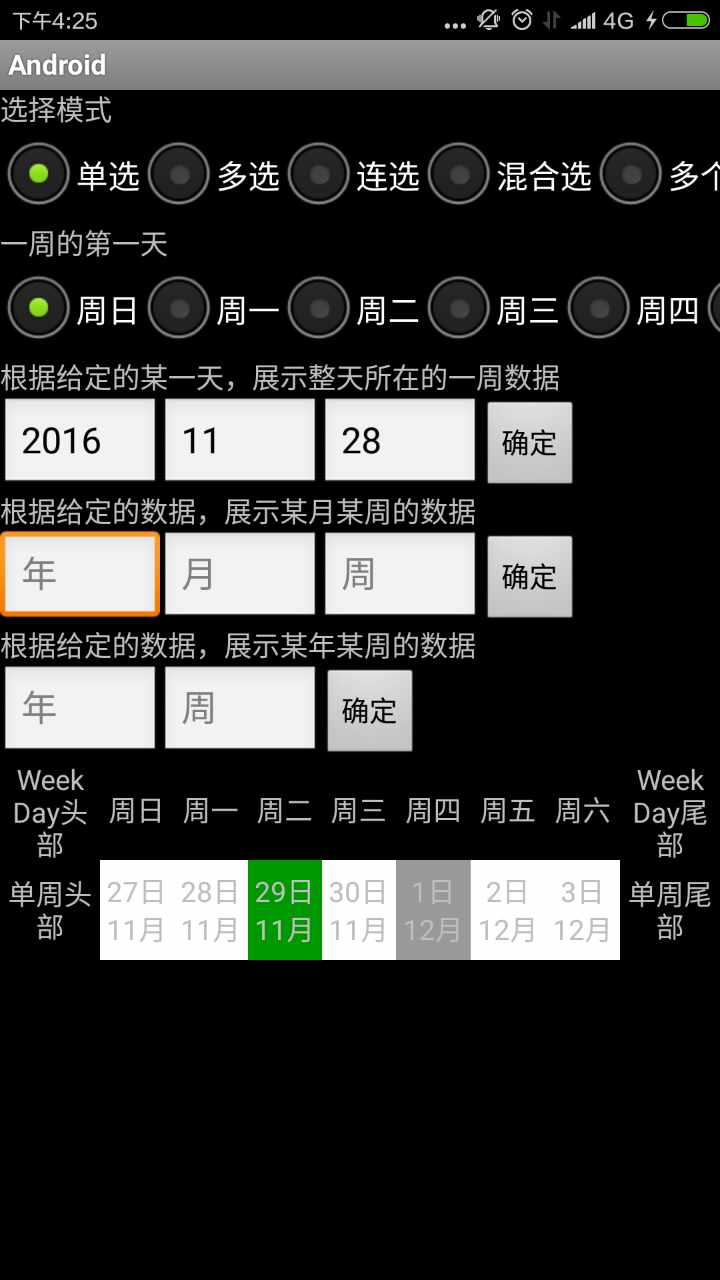 下午4:25 ... 4G
Android
选择模式
单选 多选 连选 混合选 多个
一周的第一天
周日 周一 周二 周三 周四
根据给定的某一天，展示整天所在的一周数据
2016 11 28 确定
根据给定的数据，展示某月某周的数据
年 月 周 确定
根据给定的数据，展示某年某周的数据
年 周 确定
Week Day头部 周日 周一 周二 周三 周四 周五 周六 Week Day尾部
单周头部 27日 28日 29日 30日 1日 2日 3日 单周尾部
11月 11月 11月 11月 12月 12月 12月